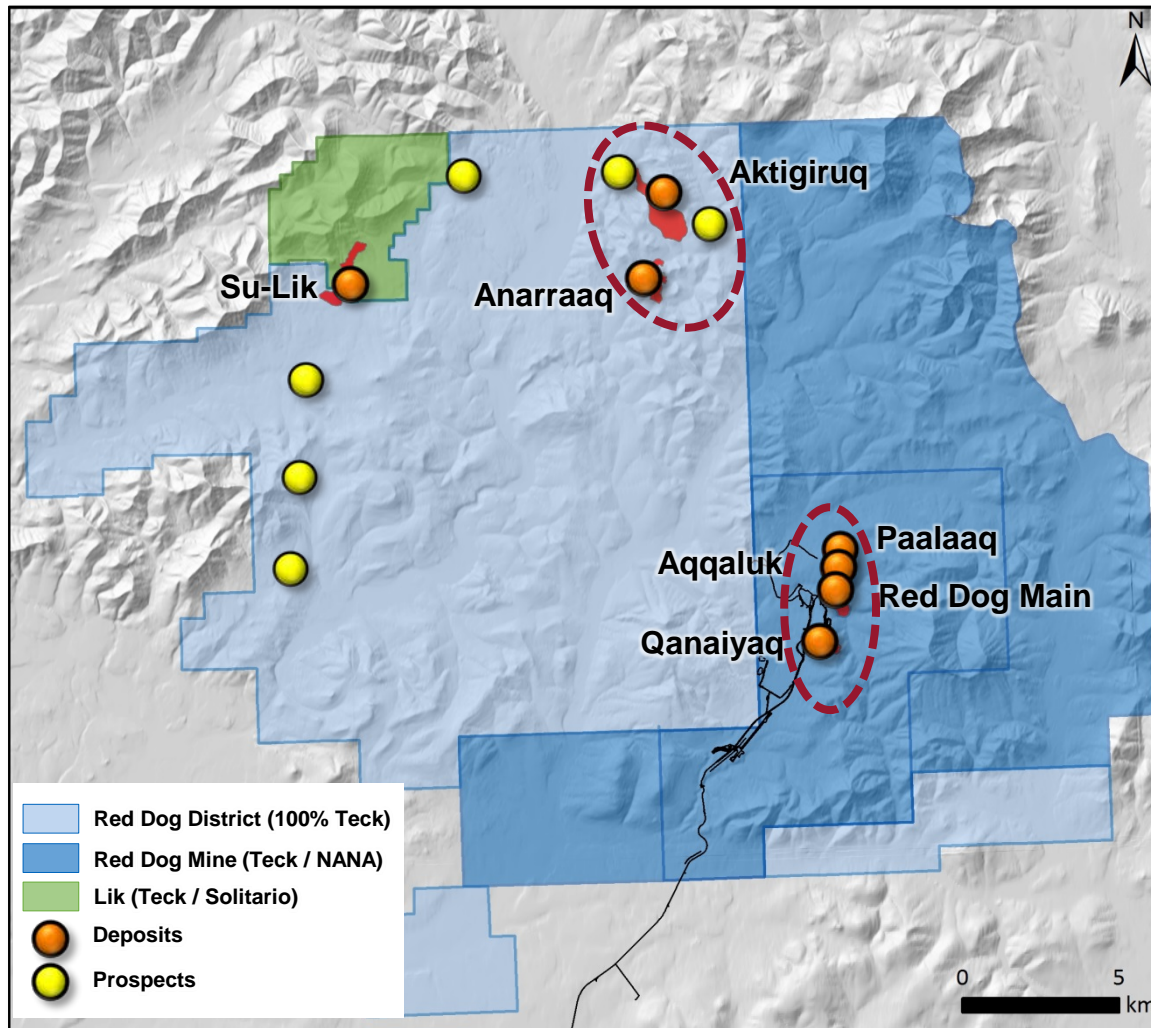 N
Aktigiruq
Su-Lik
Anarraaq
Paalaaq
Aqqaluk
Red Dog Main
Qanaiyaq
Red Dog District (100% Teck)
Red Dog Mine (Teck / NANA)
Lik (Teck / Solitario)
Deposits
Prospects
0 5
km